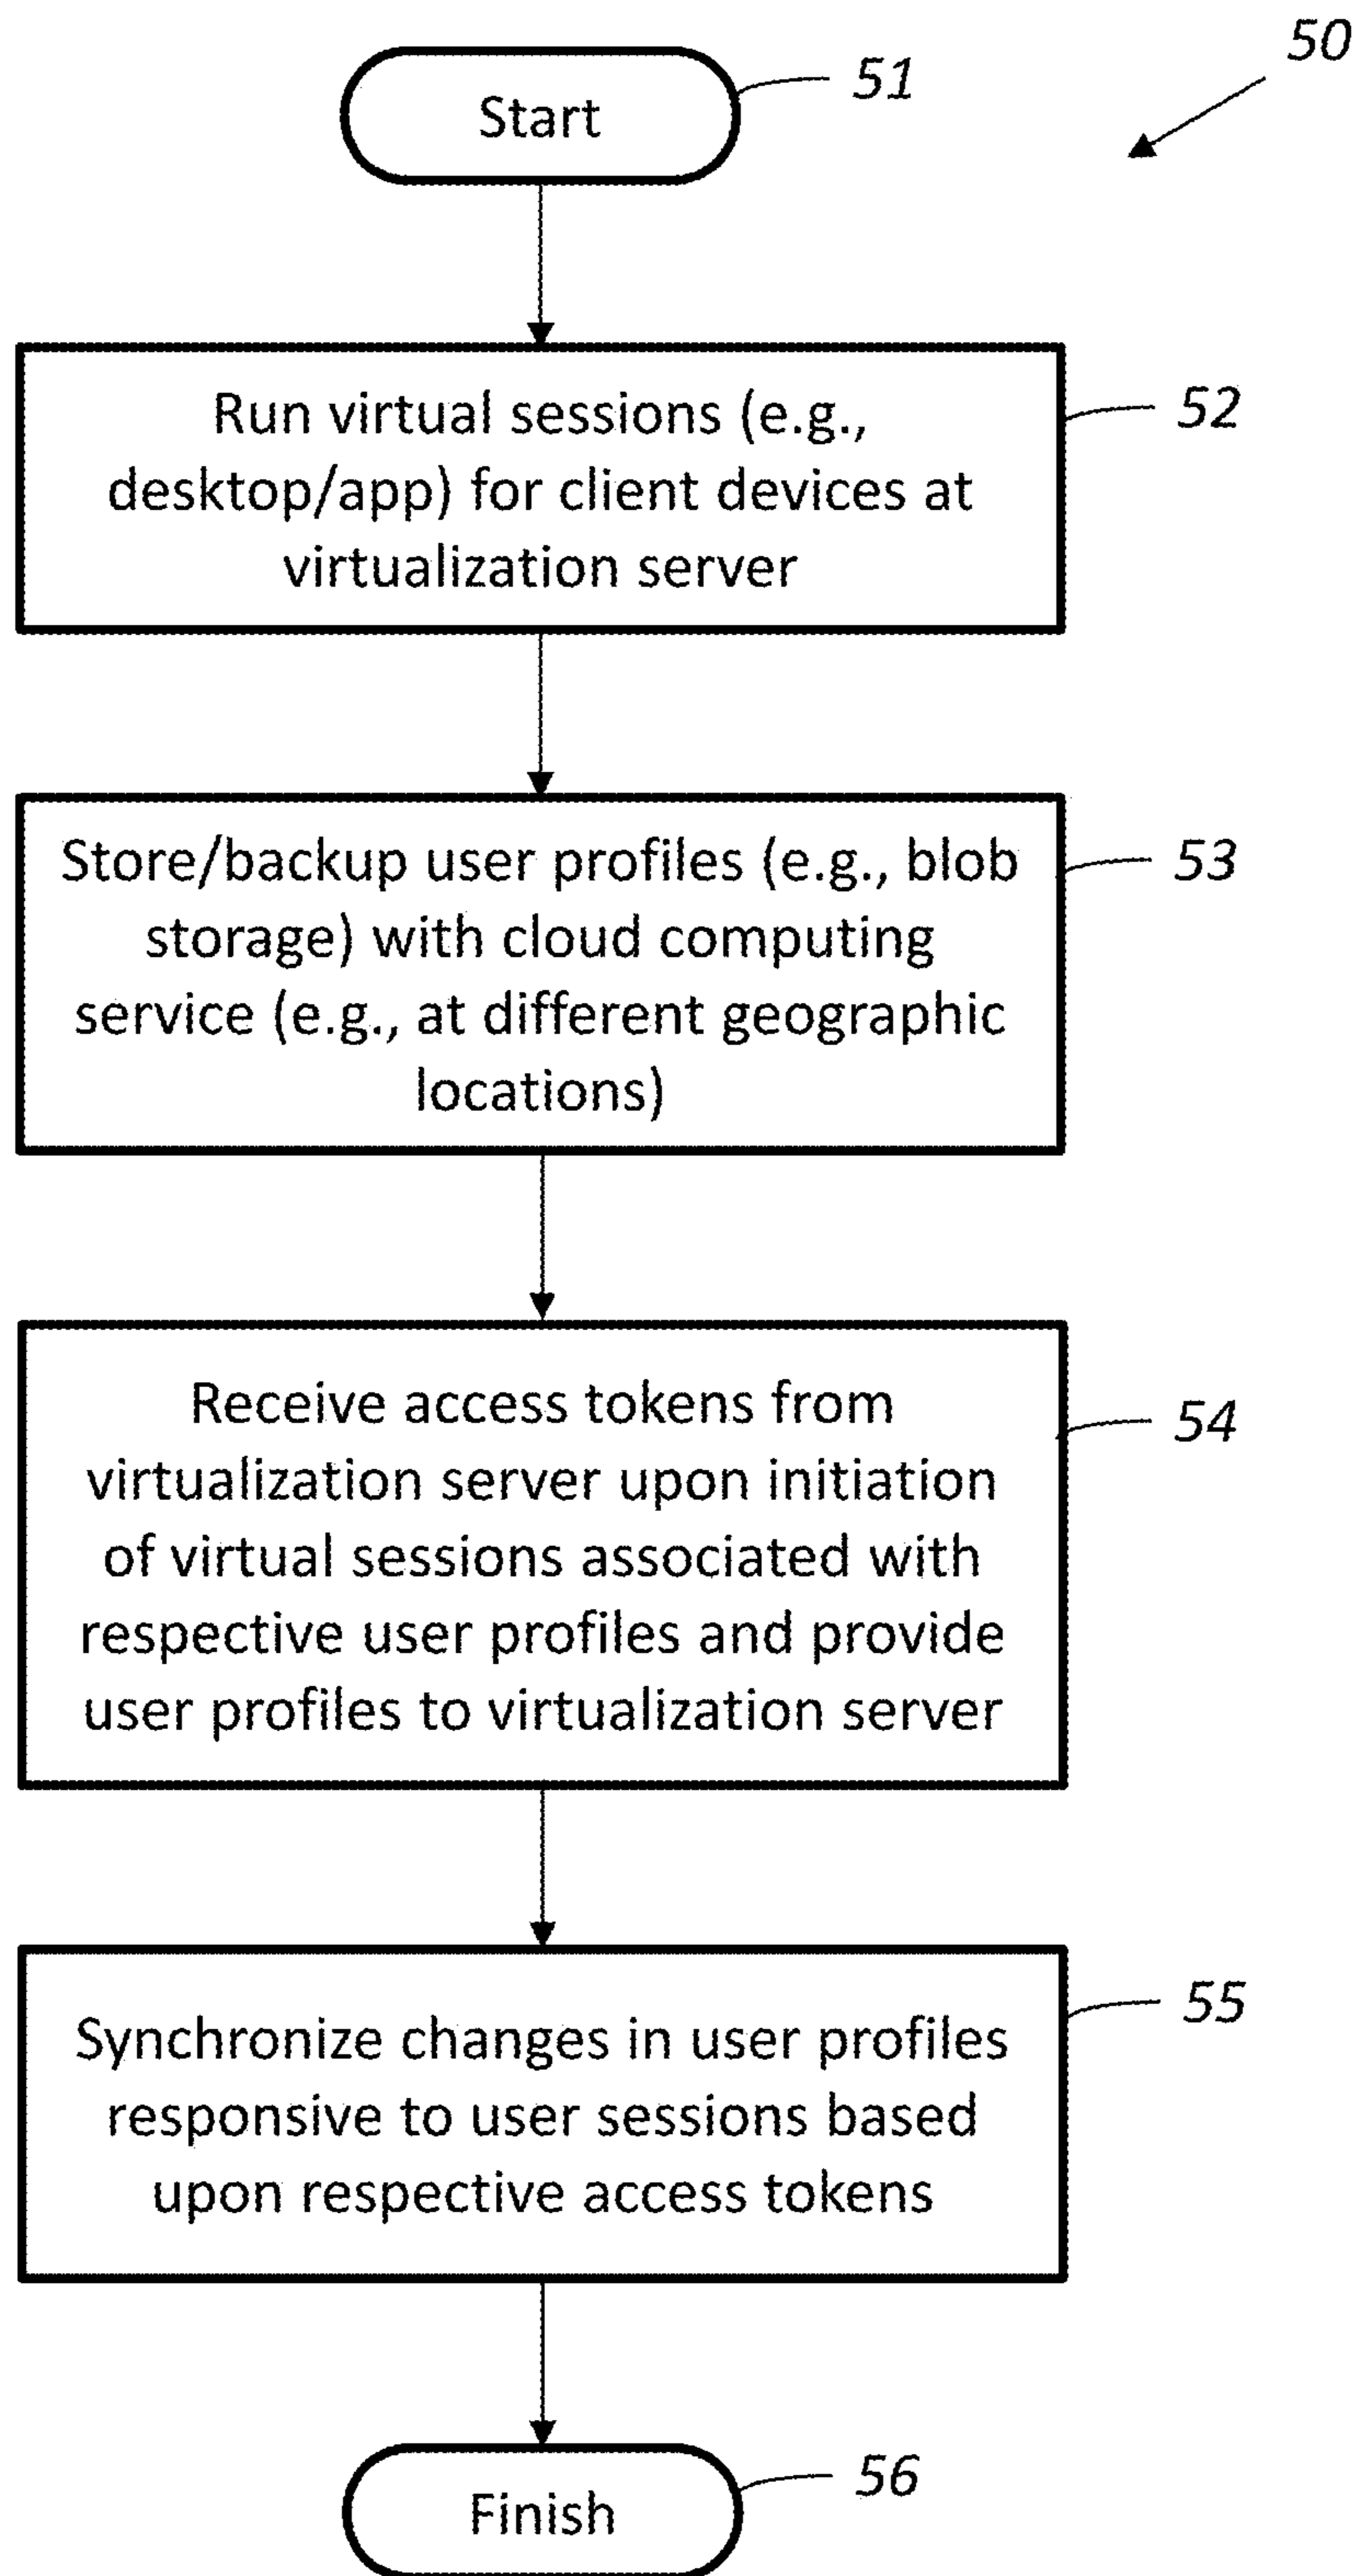 50
Start
51
Run virtual sessions (e.g.,
desktop/app) for client devices at
virtualization server
52
Store/backup user profiles (e.g., blob
storage) with cloud computing
service (e.g., at different geographic
locations)
53
Receive access tokens from
virtualization server upon initiation
of virtual sessions associated with
respective user profiles and provide
user profiles to virtualization server
54
Synchronize changes in user profiles
responsive to user sessions based
upon respective access tokens
55
Finish
56